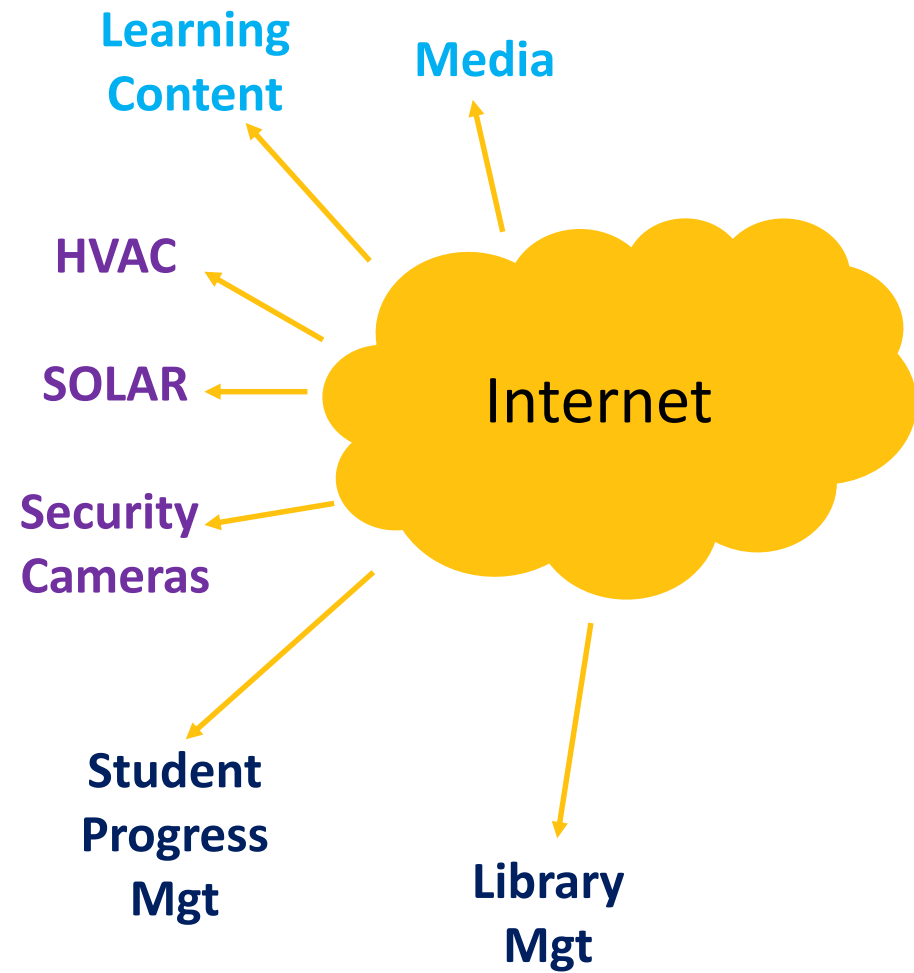 Learning
Content
Media
HVAC
SOLAR
Internet
Security
Cameras
Student
Progress
Mgt
Library
Mgt